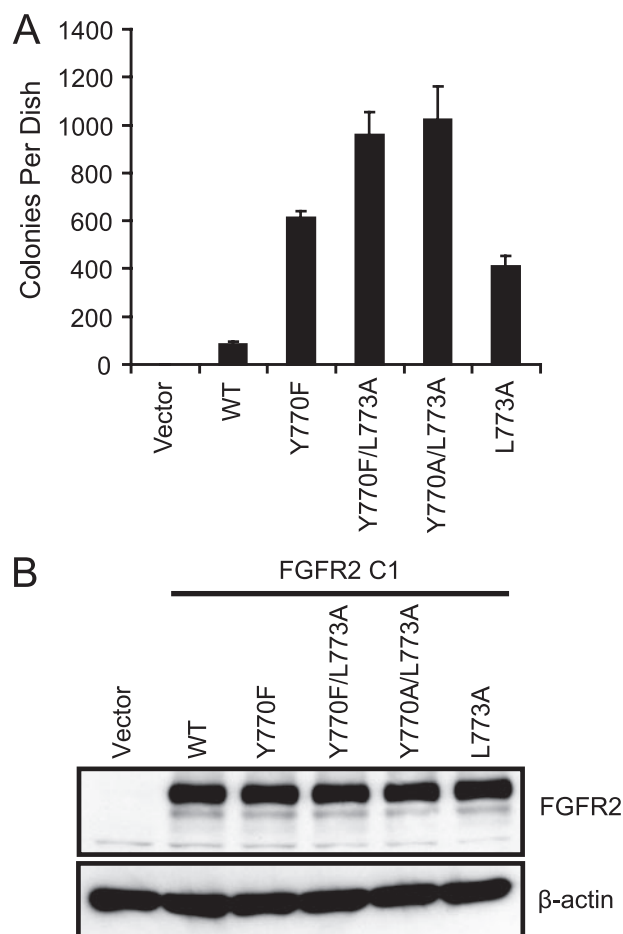 A
1400
1200
1000
800
600
400
200
0
Colonies Per Dish
Vector
WT
Y770F
Y770F/L773A
Y770A/L773A
L773A
B
FGFR2 C1
Vector
WT
Y770F
Y770F/L773A
Y770A/L773A
L773A
FGFR2
β-actin